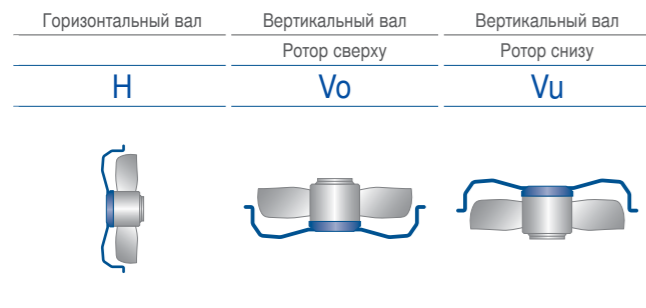 Горизонтальный вал Вертикальный вал Вертикальный вал
Ротор сверху Ротор снизу
H Vo Vu